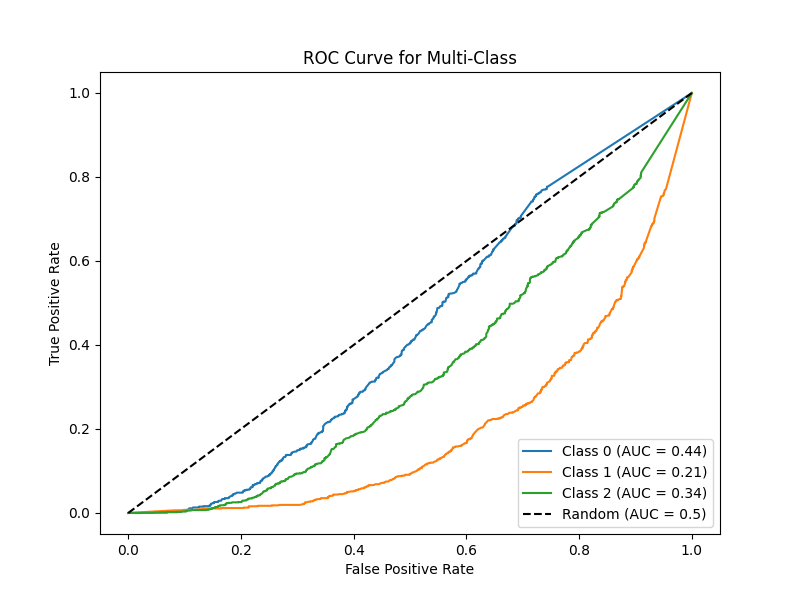 ROC Curve for Multi-Class
True Positive Rate
1.0
0.8
0.6
0.4
0.2
0.0
0.0 0.2 0.4 0.6 0.8 1.0
False Positive Rate
Class 0 (AUC = 0.44)
Class 1 (AUC = 0.21)
Class 2 (AUC = 0.34)
Random (AUC = 0.5)